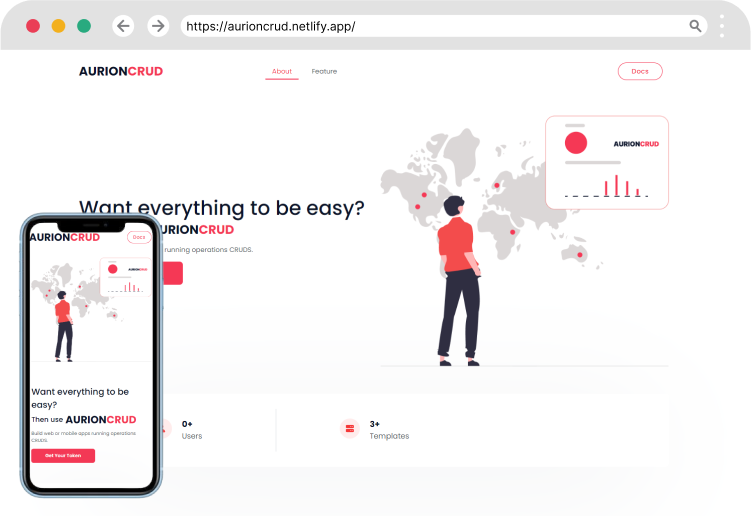 https://aurioncrud.netlify.app/
AURIONCRUD
About
Feature
Docs
AURIONCRUD
Want everything to be easy?
AURIONCRUD
running operations CRUDS.
0+
Users
3+
Templates
AURIONCRUD
Docs
AURIONCRUD
Want everything to be
easy?
Then use AURIONCRUD
Build web or mobile apps running operations
CRUDS.
Get Your Token